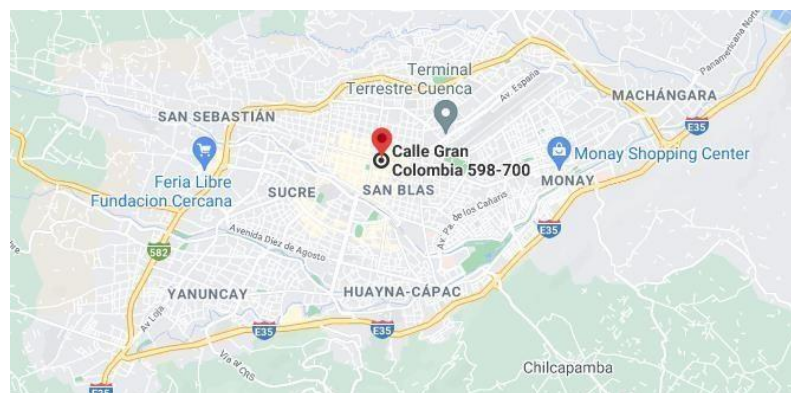 Terminal
Terrestre Cuenca
Av. España
Panamericana Nort
MACHÁNGARA
SAN SEBASTIÁN
E35
Calle Gran
Colombia 598-700
Monay Shopping Center
Feria Libre
Fundacion Cercana
SUCRE
SAN BLAS
MONAY
Av. Pa. de los Cañaris
E35
582
Avenida Diez de Agosto
YANUNCAY
HUAYNA-CÁPAC
Av Loja
E35
E35
Via al CRS
Chilcapamba
E35